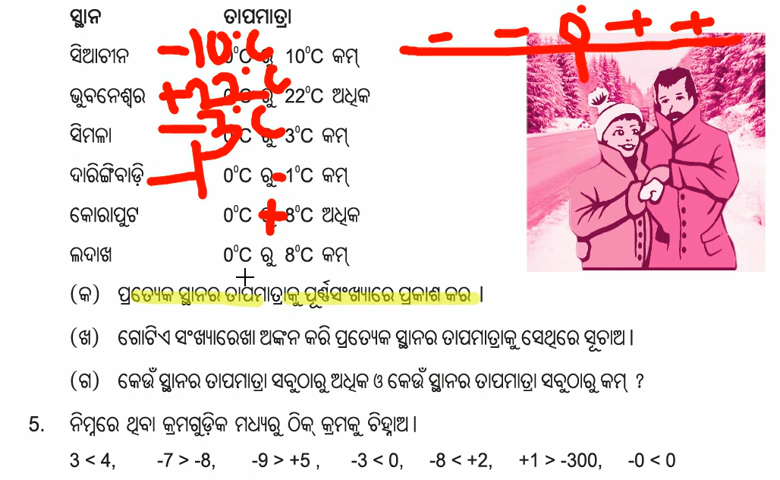 ସ୍ଥାନ ତାପମାତ୍ରା
ସିଆଚୀନ -10°C ରୁ 10°C କମ୍
ଭୁବନେଶ୍ୱର +22°C ରୁ 22°C ଅଧିକ
ସିମଳା -3°C ରୁ 3°C କମ୍
ଦାରିଙ୍ଗିବାଡ଼ି -1 0°C ରୁ -1°C କମ୍
କୋରାପୁଟ 0°C + 8°C ଅଧିକ
ଲଦାଖ 0°C ରୁ 8°C କମ୍
- - 0 + +
(କ) ପ୍ରତ୍ୟେକ ସ୍ଥାନର ତାପମାତ୍ରାକୁ ପୂର୍ଣ୍ଣସଂଖ୍ୟାରେ ପ୍ରକାଶ କର ।
(ଖ) ଗୋଟିଏ ସଂଖ୍ୟାରେଖା ଅଙ୍କନ କରି ପ୍ରତ୍ୟେକ ସ୍ଥାନର ତାପମାତ୍ରାକୁ ସେଥିରେ ସୂଚାଅ ।
(ଗ) କେଉଁ ସ୍ଥାନର ତାପମାତ୍ରା ସବୁଠାରୁ ଅଧିକ ଓ କେଉଁ ସ୍ଥାନର ତାପମାତ୍ରା ସବୁଠାରୁ କମ୍ ?
5. ନିମ୍ନରେ ଥିବା କ୍ରମଗୁଡ଼ିକ ମଧ୍ୟରୁ ଠିକ୍ କ୍ରମକୁ ଚିହ୍ନାଅ ।
3 < 4, -7 > -8, -9 > +5 , -3 < 0, -8 < +2, +1 > -300, -0 < 0